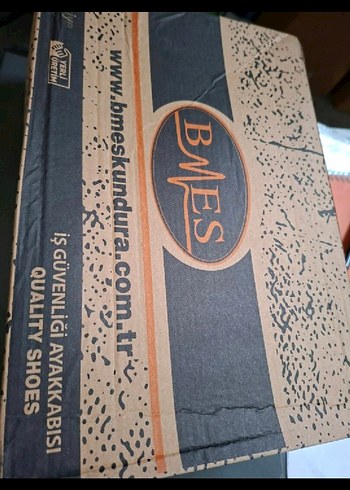 BMES
www.bmeskundura.com.tr
YERLİ
ÜRETİM
İŞ GÜVENLİĞİ AYAKKABISI
QUALITY SHOES